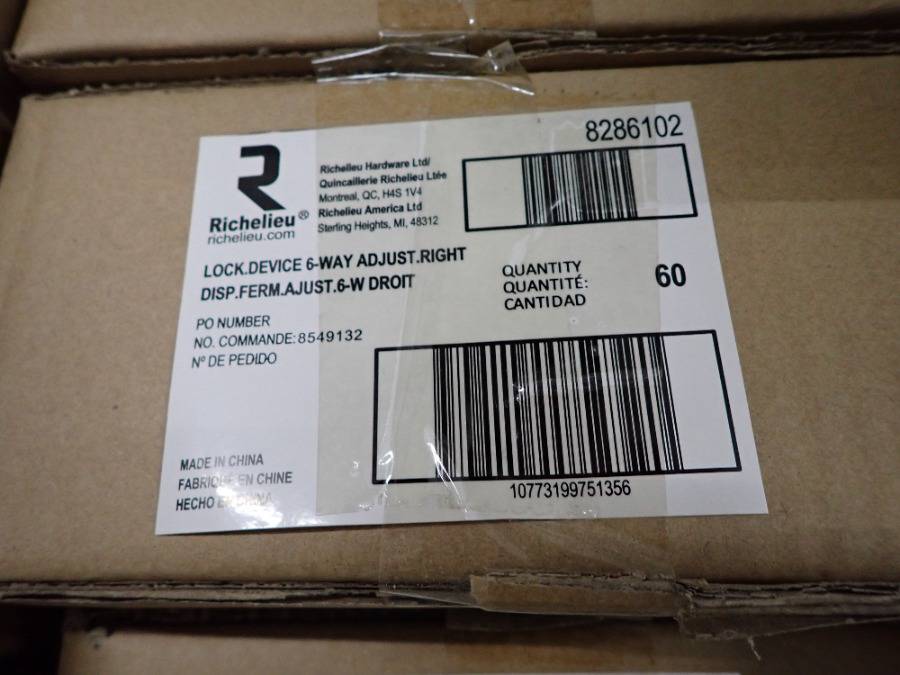 8286102
Richelieu®
richelieu.com
Richelieu Hardware Ltd/
Quincaillerie Richelieu Ltée
Montreal, QC, H4S 1V4
Richelieu America Ltd
Sterling Heights, MI, 48312
LOCK.DEVICE 6-WAY ADJUST.RIGHT
DISP.FERM.AJUST.6-W DROIT
QUANTITY
QUANTITÉ: 60
CANTIDAD
PO NUMBER
NO. COMMANDE:8549132
Nº DE PEDIDO
MADE IN CHINA
FABRIQUÉ EN CHINE
HECHO EN CHINA
10773199751356